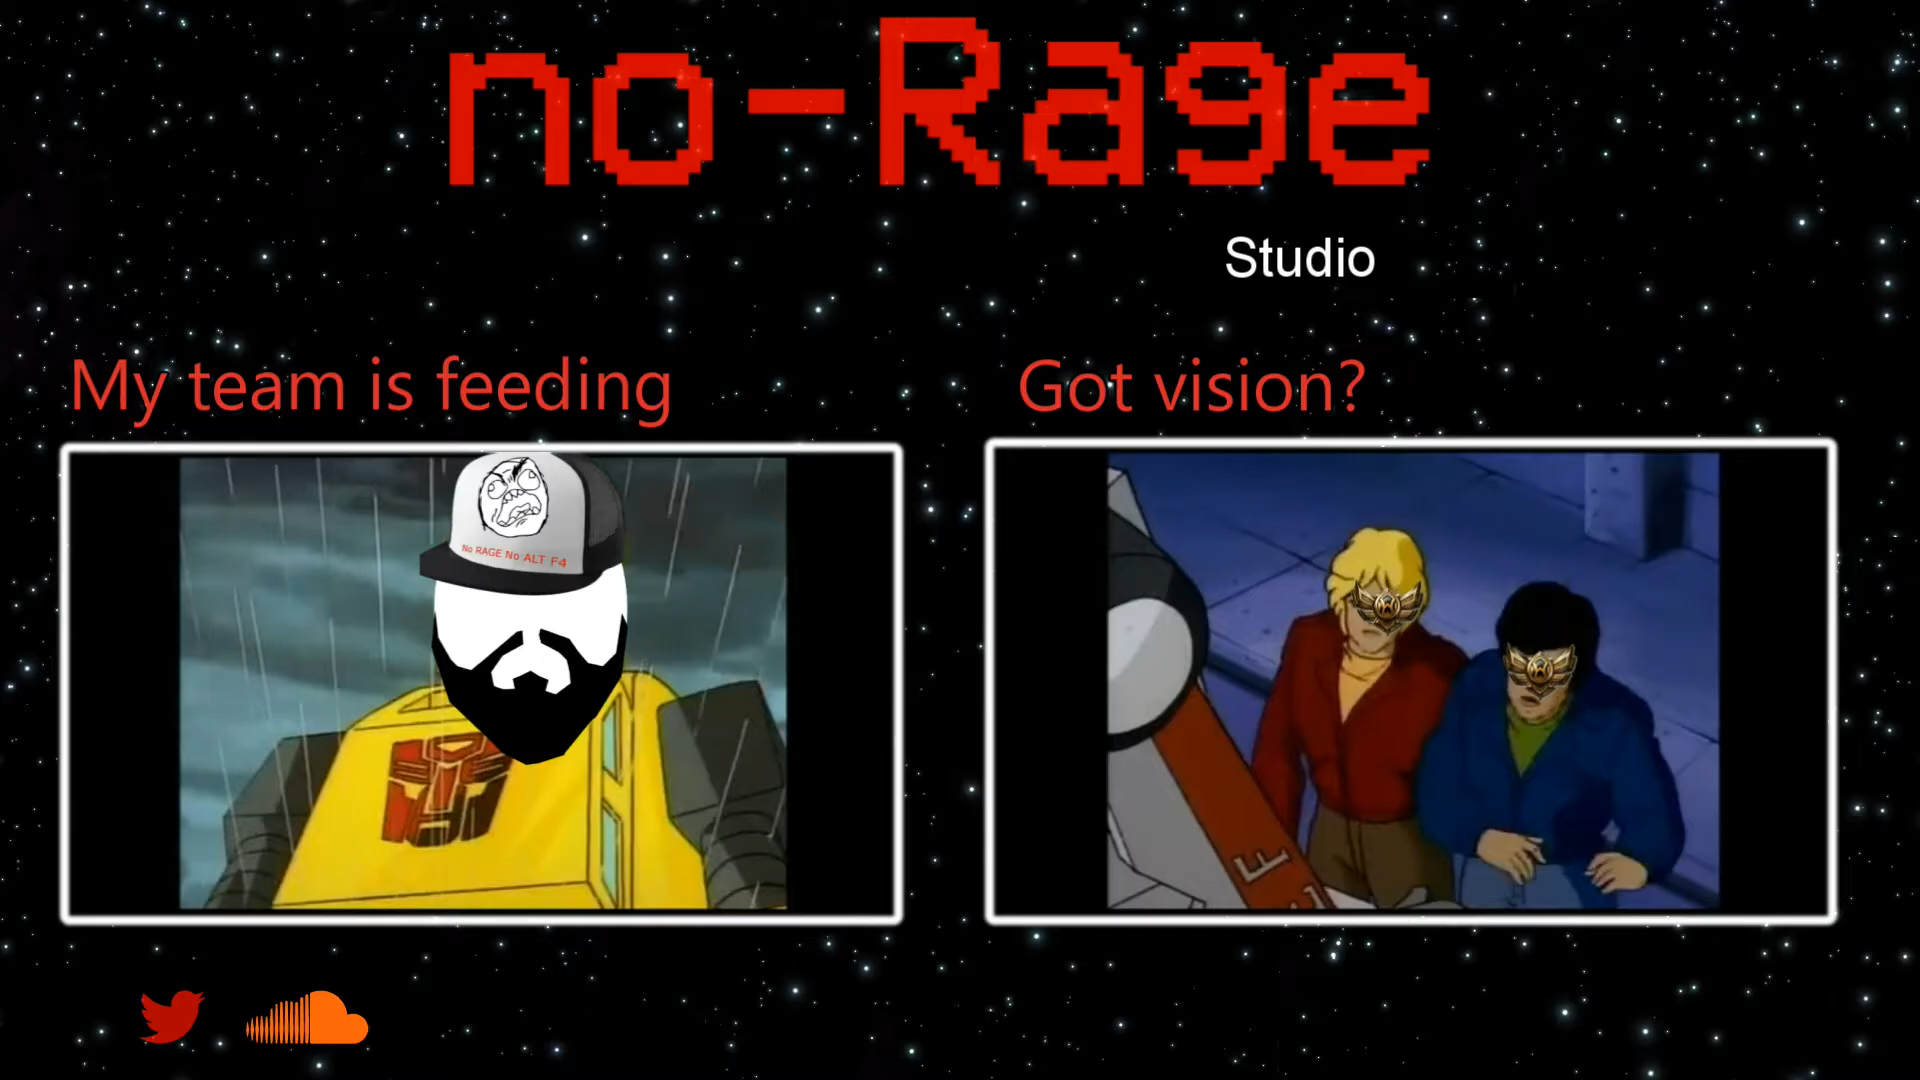 no-Rage
Studio
My team is feeding
Got vision?
No RAGE No ALT F4